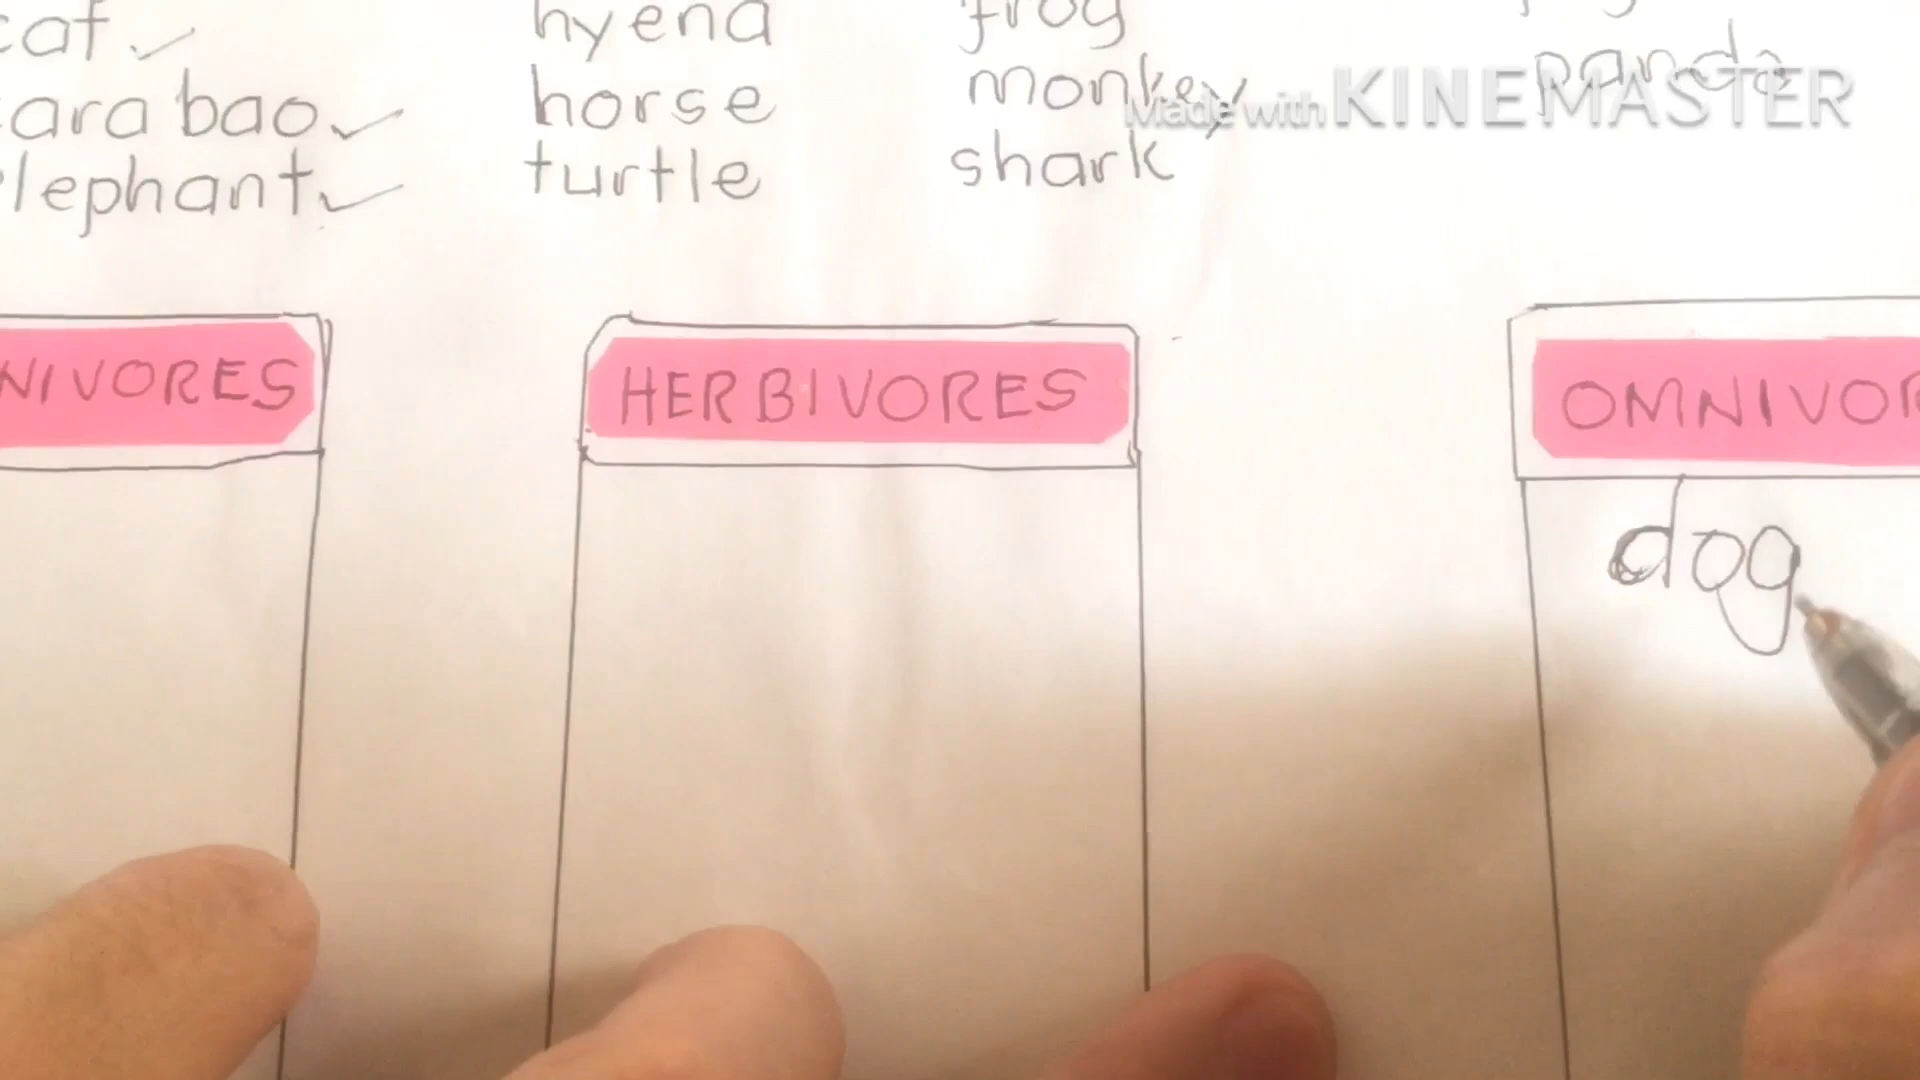 cat hyena frog
carabao horse monkey panda
Made with KINEMASTER
elephant turtle shark
NIVORES HERBIVORES OMNIVOR
dog